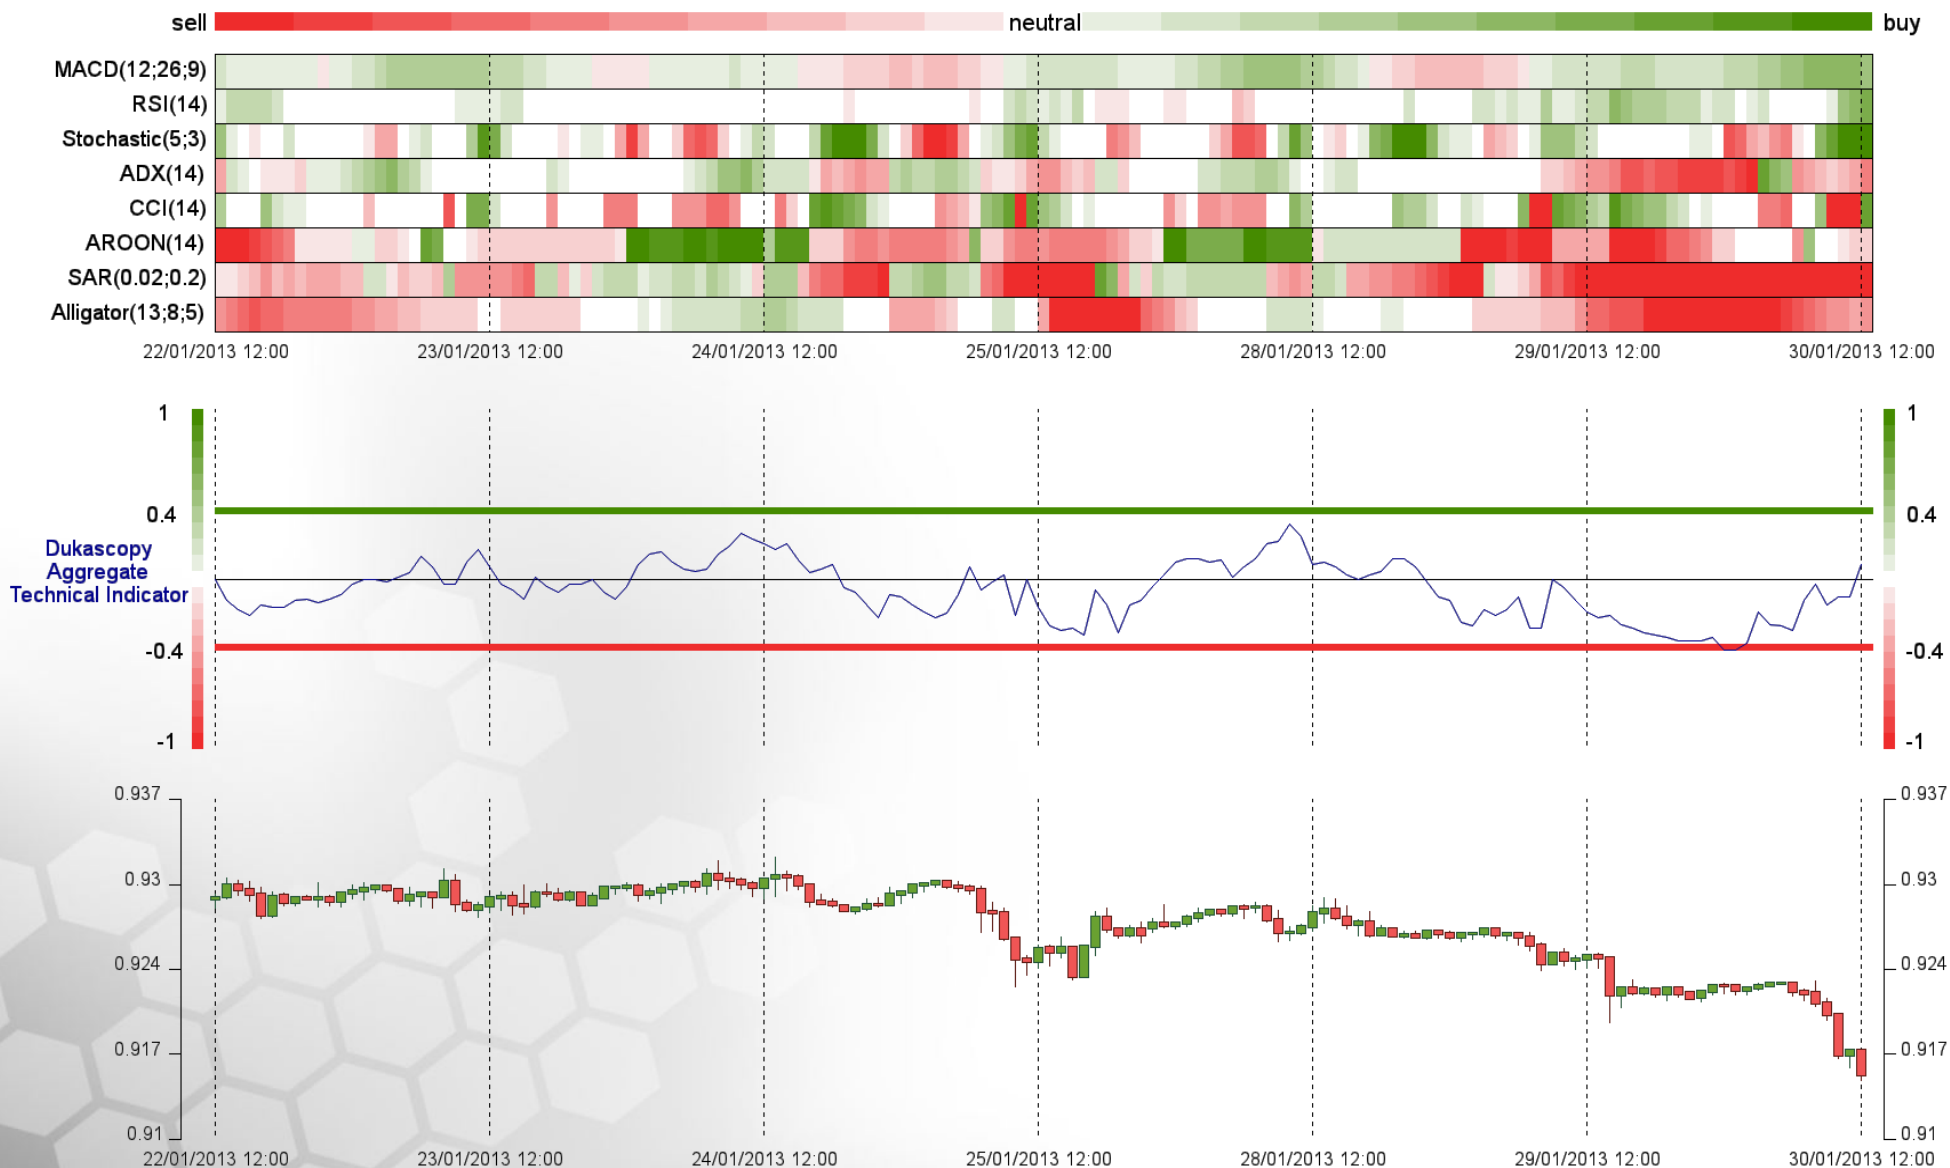 sell neutral buy
MACD(12;26;9)
RSI(14)
Stochastic(5;3)
ADX(14)
CCI(14)
AROON(14)
SAR(0.02;0.2)
Alligator(13;8;5)
22/01/2013 12:00 23/01/2013 12:00 24/01/2013 12:00 25/01/2013 12:00 28/01/2013 12:00 29/01/2013 12:00 30/01/2013 12:00
1 1
0.4 0.4
Dukascopy
Aggregate
Technical Indicator
-0.4 -0.4
-1 -1
0.937 0.937
0.93 0.93
0.924 0.924
0.917 0.917
0.91 0.91
22/01/2013 12:00 23/01/2013 12:00 24/01/2013 12:00 25/01/2013 12:00 28/01/2013 12:00 29/01/2013 12:00 30/01/2013 12:00